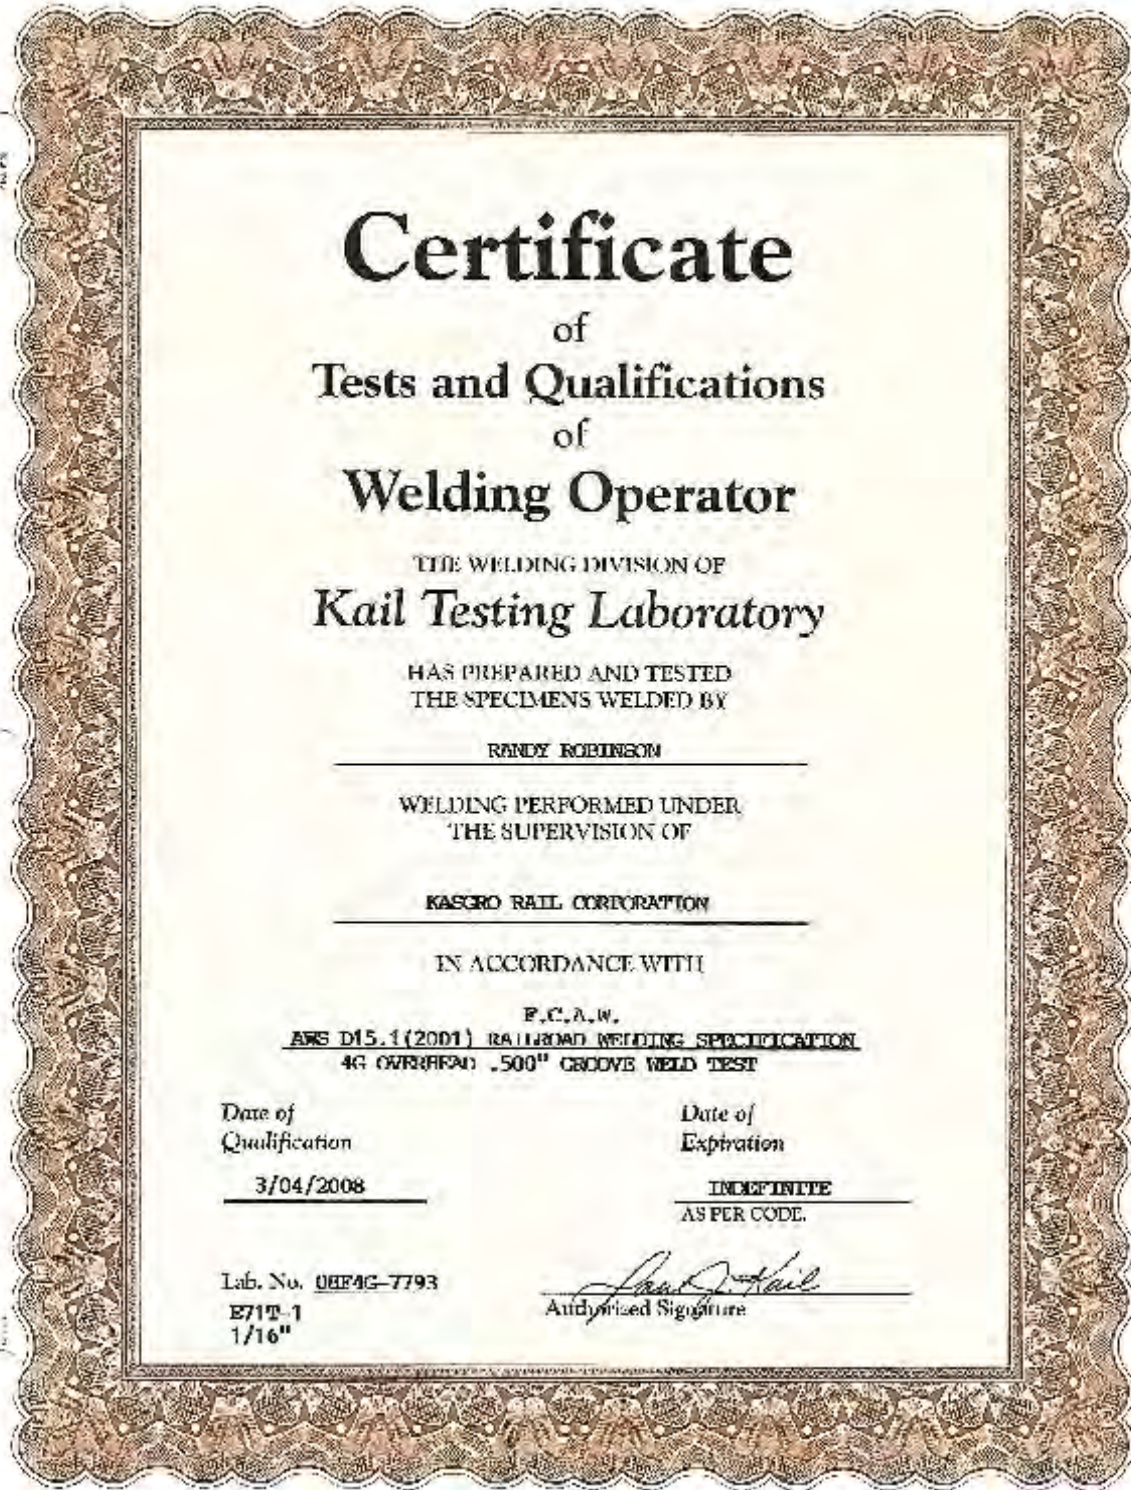 Certificate
of
Tests and Qualifications
of
Welding Operator
THE WELDING DIVISION OF
Kail Testing Laboratory
HAS PREPARED AND TESTED
THE SPECIMENS WELDED BY
RANDY ROBINSON
WELDING PERFORMED UNDER
THE SUPERVISION OF
KASGRO RAIL CORPORATION
IN ACCORDANCE WITH
F.C.A.W.
AWS D15.1(2001) RAILROAD WELDING SPECIFICATION
4G OVERHEAD .500" GROOVE WELD TEST
Date of
Qualification
3/04/2008
Date of
Expiration
INDEFINITE
AS PER CODE.
Lab. No.
E71T-1
1/16"
Kail
Authorized Signature